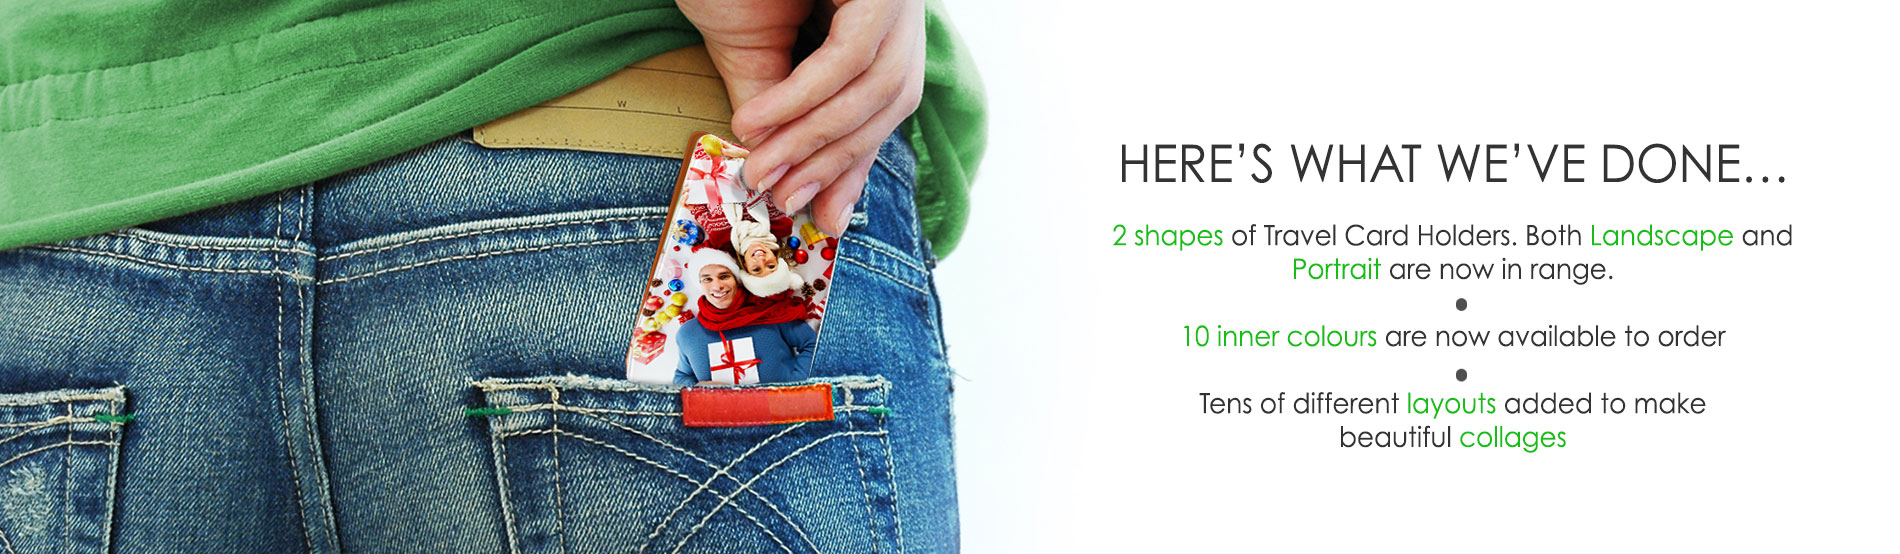 W L
HERE’S WHAT WE’VE DONE…
2 shapes of Travel Card Holders. Both Landscape and
Portrait are now in range.
10 inner colours are now available to order
Tens of different layouts added to make
beautiful collages